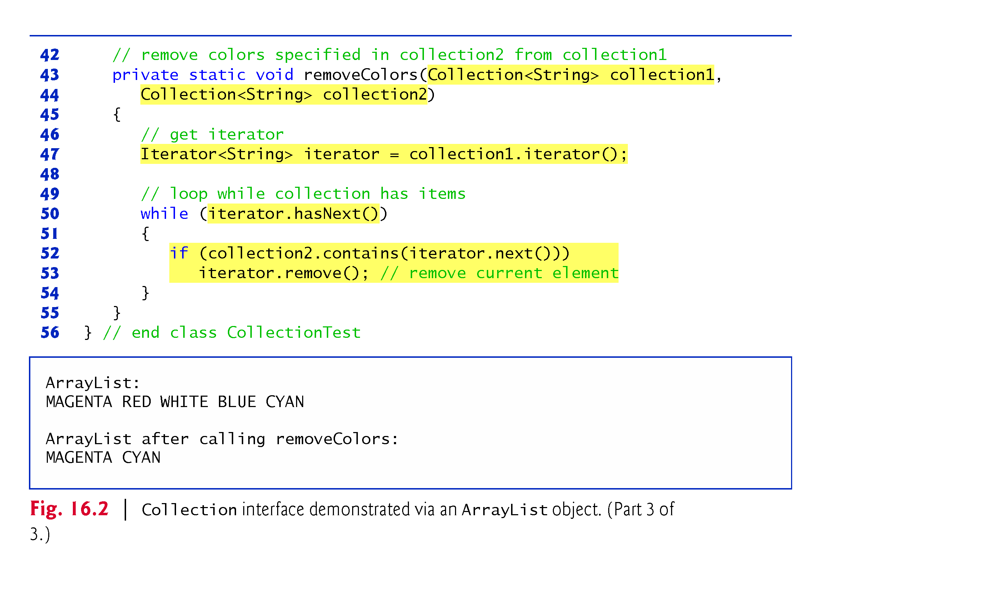 42 // remove colors specified in collection2 from collection1
43 private static void removeColors(Collection<String> collection1,
44 Collection<String> collection2)
45 {
46 // get iterator
47 Iterator<String> iterator = collection1.iterator();
48
49 // loop while collection has items
50 while (iterator.hasNext())
51 {
52 if (collection2.contains(iterator.next()))
53 iterator.remove(); // remove current element
54 }
55 }
56 } // end class CollectionTest
ArrayList:
MAGENTA RED WHITE BLUE CYAN
ArrayList after calling removeColors:
MAGENTA CYAN
Fig. 16.2 | Collection interface demonstrated via an ArrayList object. (Part 3 of
3.)